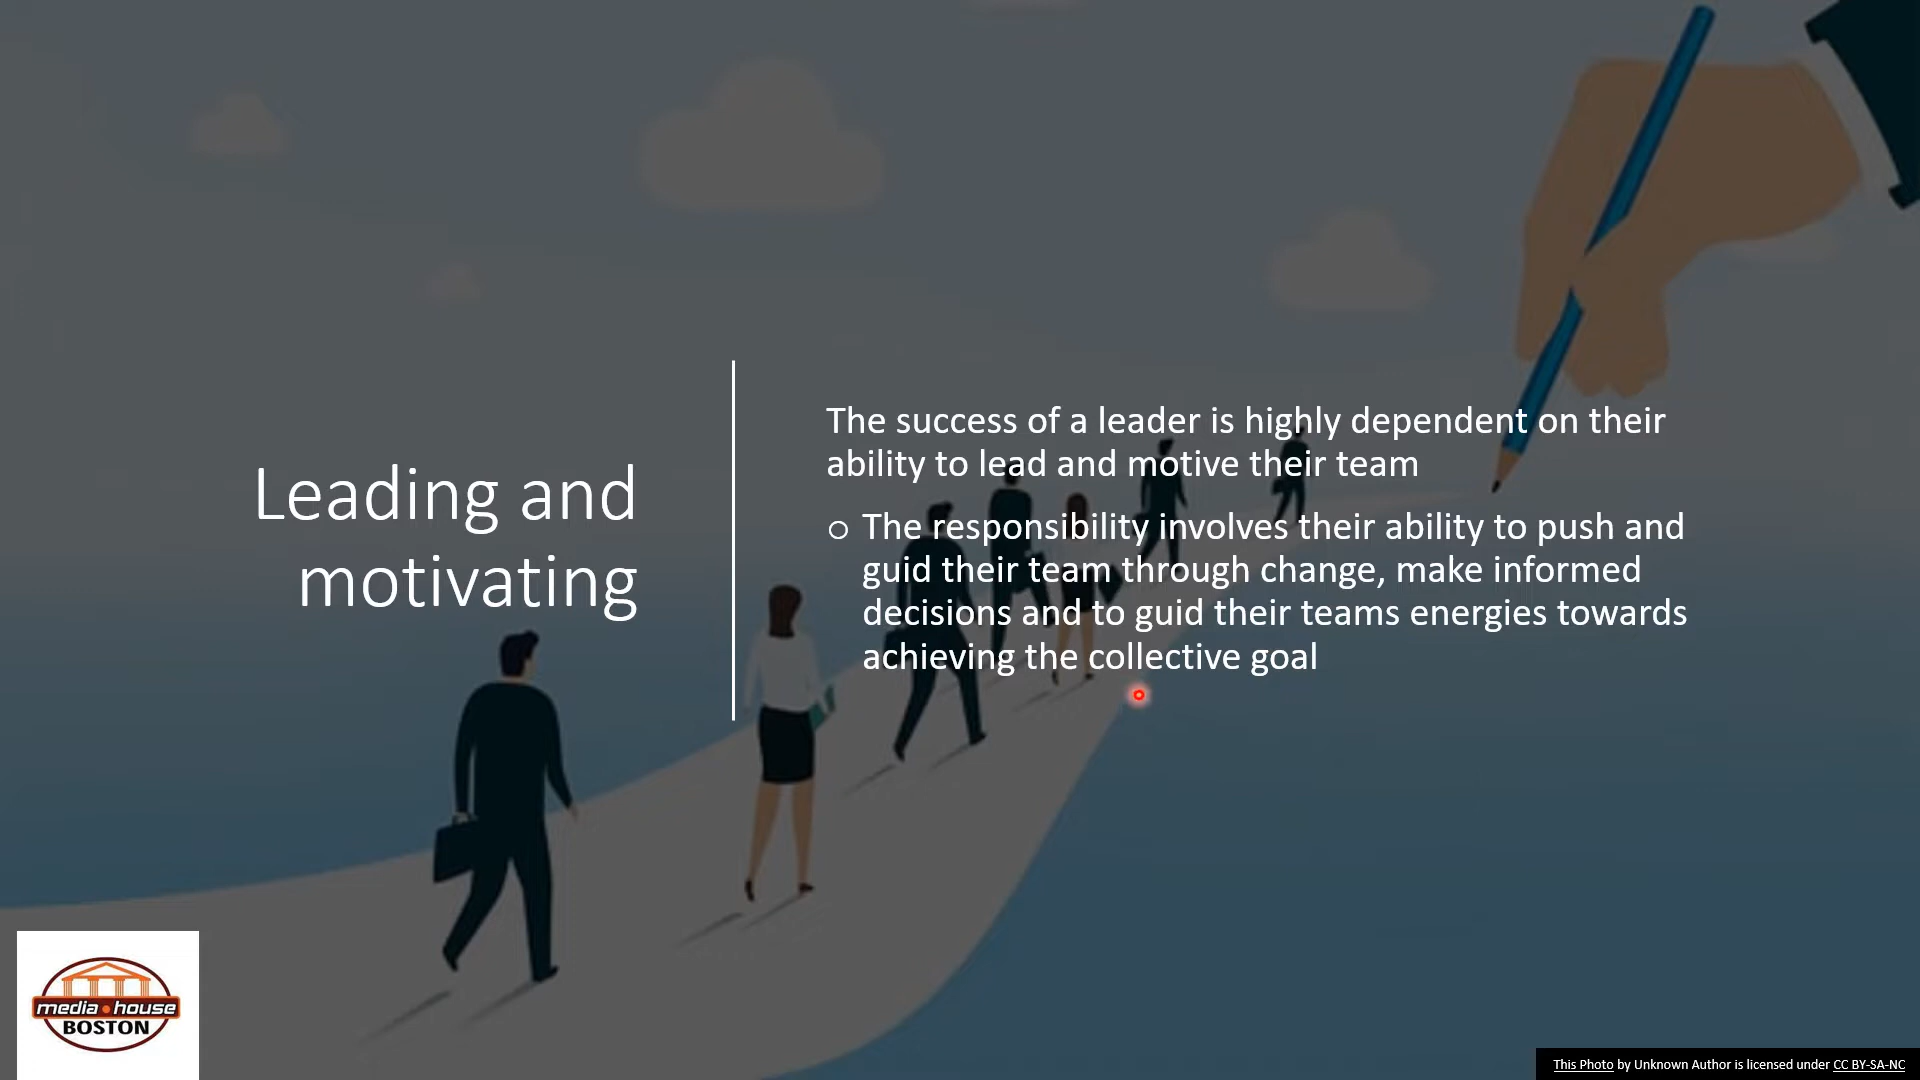 Leading and
motivating
The success of a leader is highly dependent on their
ability to lead and motive their team
o The responsibility involves their ability to push and
guid their team through change, make informed
decisions and to guid their teams energies towards
achieving the collective goal
media • house
BOSTON
This Photo by Unknown Author is licensed under CC BY-SA-NC